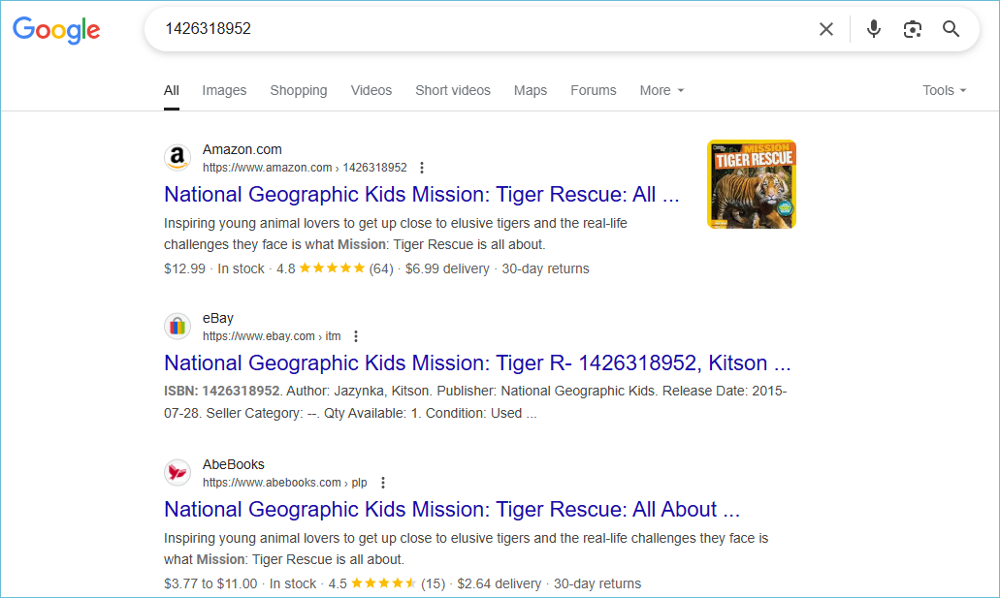 Google
1426318952
All Images Shopping Videos Short videos Maps Forums More Tools
Amazon.com
https://www.amazon.com › 1426318952
National Geographic Kids Mission: Tiger Rescue: All ...
Inspiring young animal lovers to get up close to elusive tigers and the real-life
challenges they face is what Mission: Tiger Rescue is all about.
$12.99 · In stock · 4.8 (64) · $6.99 delivery · 30-day returns
MISSION
TIGER RESCUE
eBay
https://www.ebay.com › itm
National Geographic Kids Mission: Tiger R- 1426318952, Kitson ...
ISBN: 1426318952. Author: Jazynka, Kitson. Publisher: National Geographic Kids. Release Date: 2015-
07-28. Seller Category: --. Qty Available: 1. Condition: Used ...
AbeBooks
https://www.abebooks.com › plp
National Geographic Kids Mission: Tiger Rescue: All About ...
Inspiring young animal lovers to get up close to elusive tigers and the real-life challenges they face is
what Mission: Tiger Rescue is all about.
$3.77 to $11.00 · In stock · 4.5 (15) · $2.64 delivery · 30-day returns